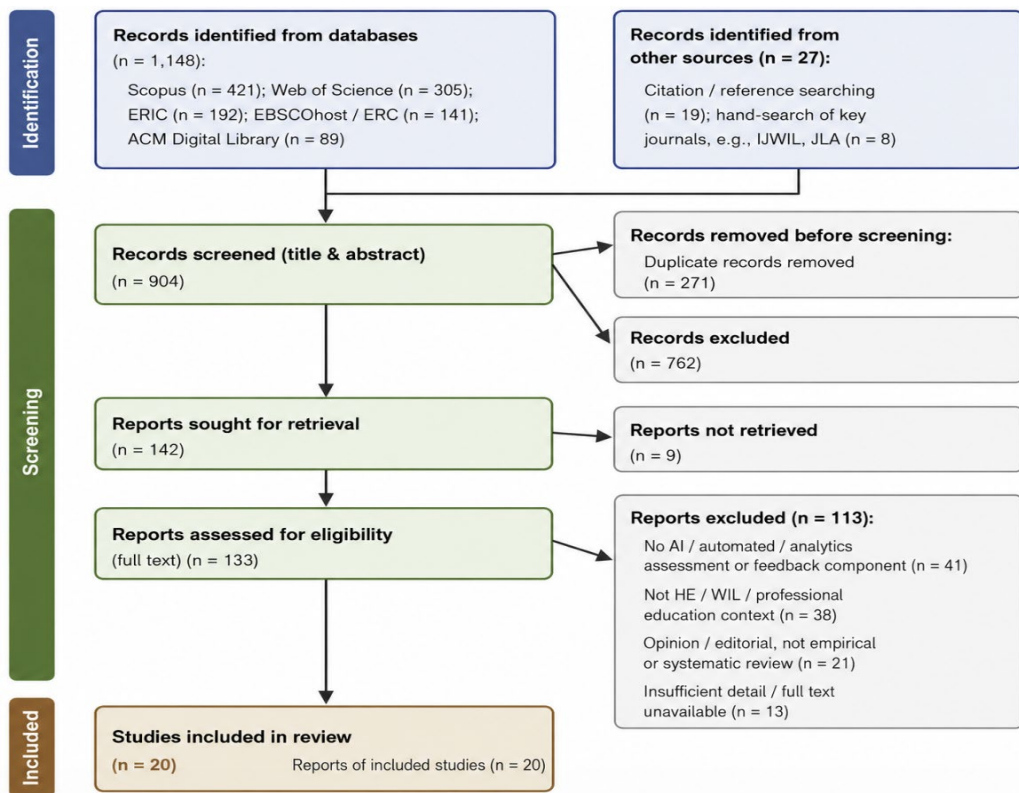 Identification
Records identified from databases
(n = 1,148):
Scopus (n = 421); Web of Science (n = 305);
ERIC (n = 192); EBSCOhost / ERC (n = 141);
ACM Digital Library (n = 89)
Records identified from
other sources (n = 27):
Citation / reference searching
(n = 19); hand-search of key
journals, e.g., IJWIL, JLA (n = 8)
Screening
Records screened (title & abstract)
(n = 904)
Records removed before screening:
Duplicate records removed
(n = 271)
Records excluded
(n = 762)
Reports sought for retrieval
(n = 142)
Reports not retrieved
(n = 9)
Reports assessed for eligibility
(full text) (n = 133)
Reports excluded (n = 113):
No AI / automated / analytics
assessment or feedback component (n = 41)
Not HE / WIL / professional
education context (n = 38)
Opinion / editorial, not empirical
or systematic review (n = 21)
Insufficient detail / full text
unavailable (n = 13)
Included
Studies included in review
(n = 20) Reports of included studies (n = 20)